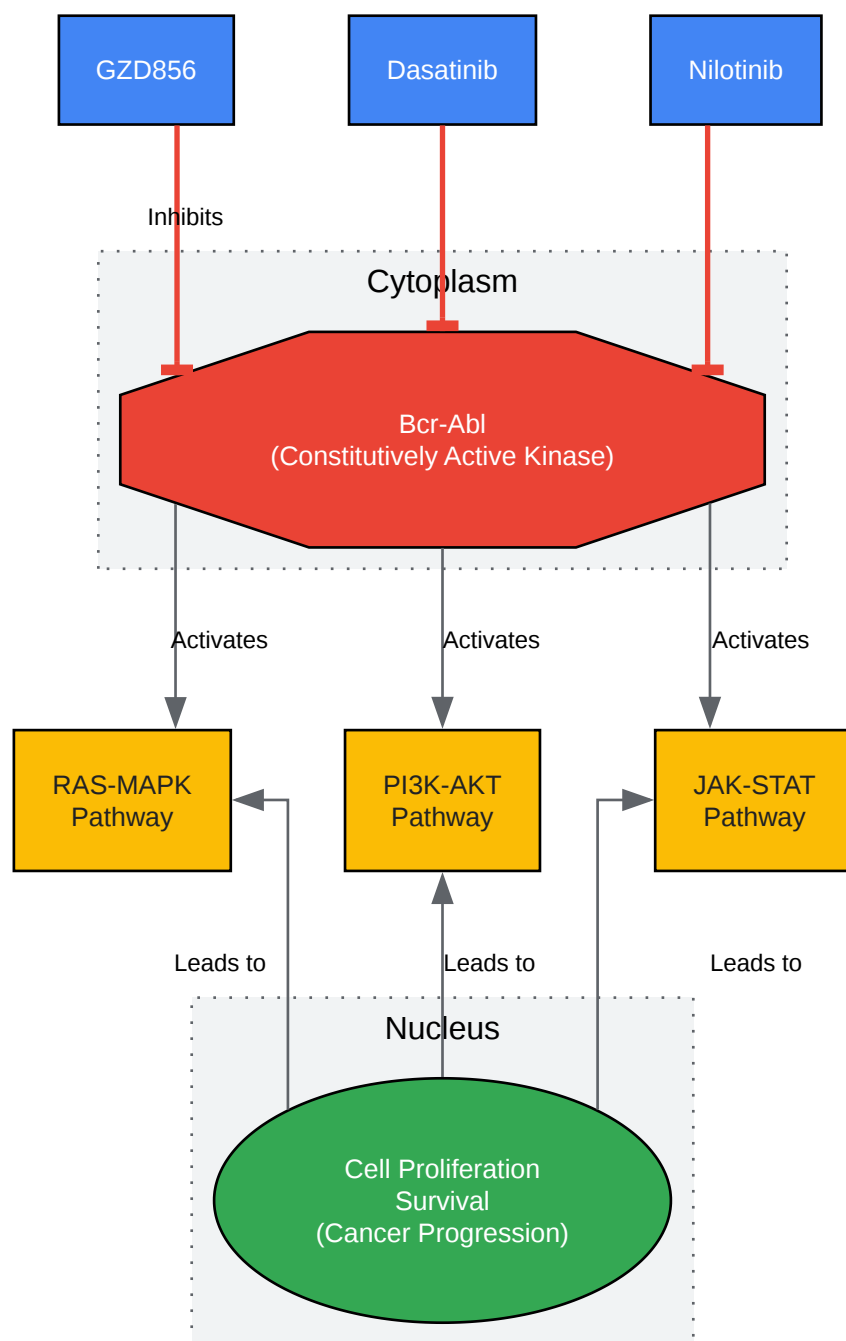 GZD856
Dasatinib
Nilotinib
Inhibits
Cytoplasm
Bcr-Abl
(Constitutively Active Kinase)
Activates
Activates
Activates
RAS-MAPK
Pathway
PI3K-AKT
Pathway
JAK-STAT
Pathway
Leads to
Leads to
Leads to
Nucleus
Cell Proliferation
Survival
(Cancer Progression)